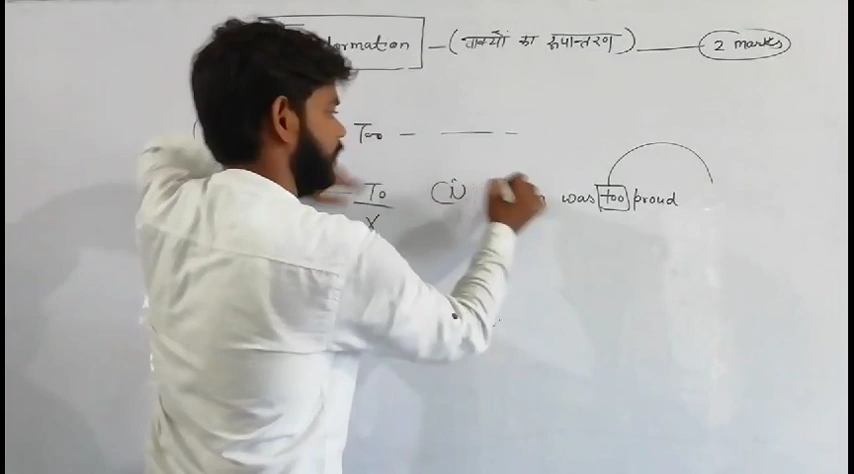 formation - (वाक्यों का रूपान्तरण) 2 marks
Too - -
To (i) was too proud
X